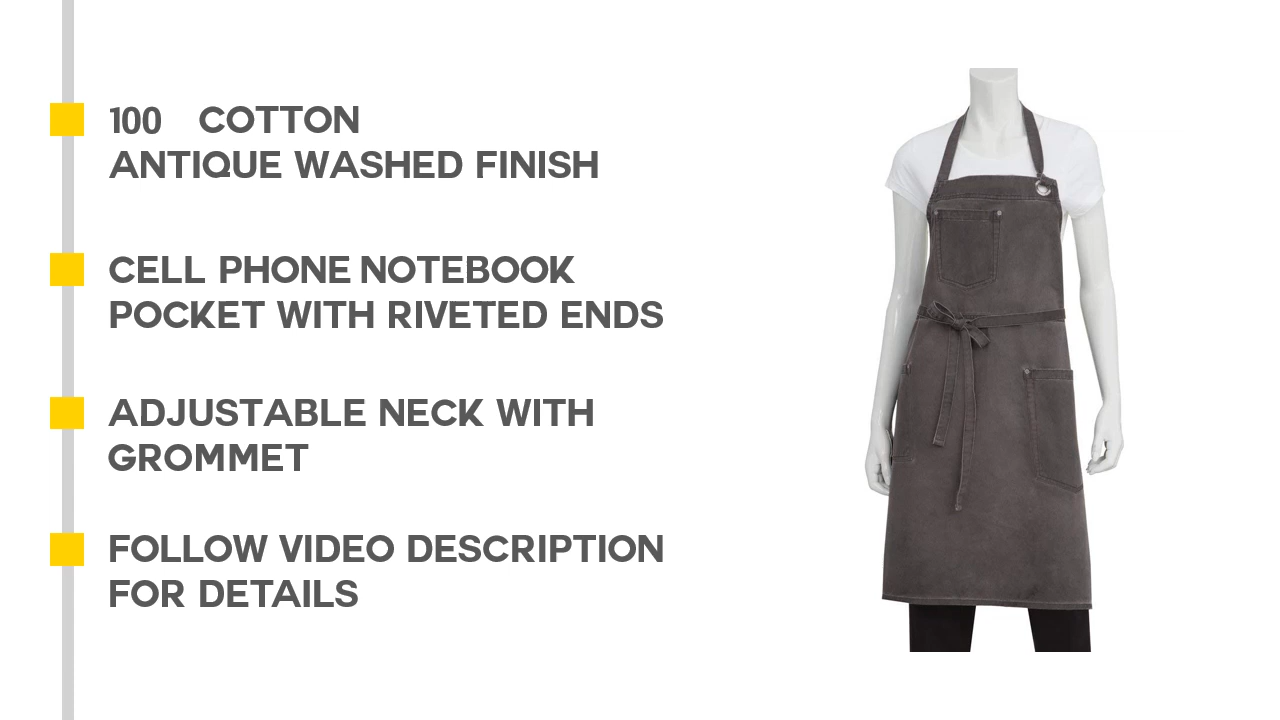 100 COTTON
ANTIQUE WASHED FINISH
CELL PHONE NOTEBOOK
POCKET WITH RIVETED ENDS
ADJUSTABLE NECK WITH
GROMMET
FOLLOW VIDEO DESCRIPTION
FOR DETAILS